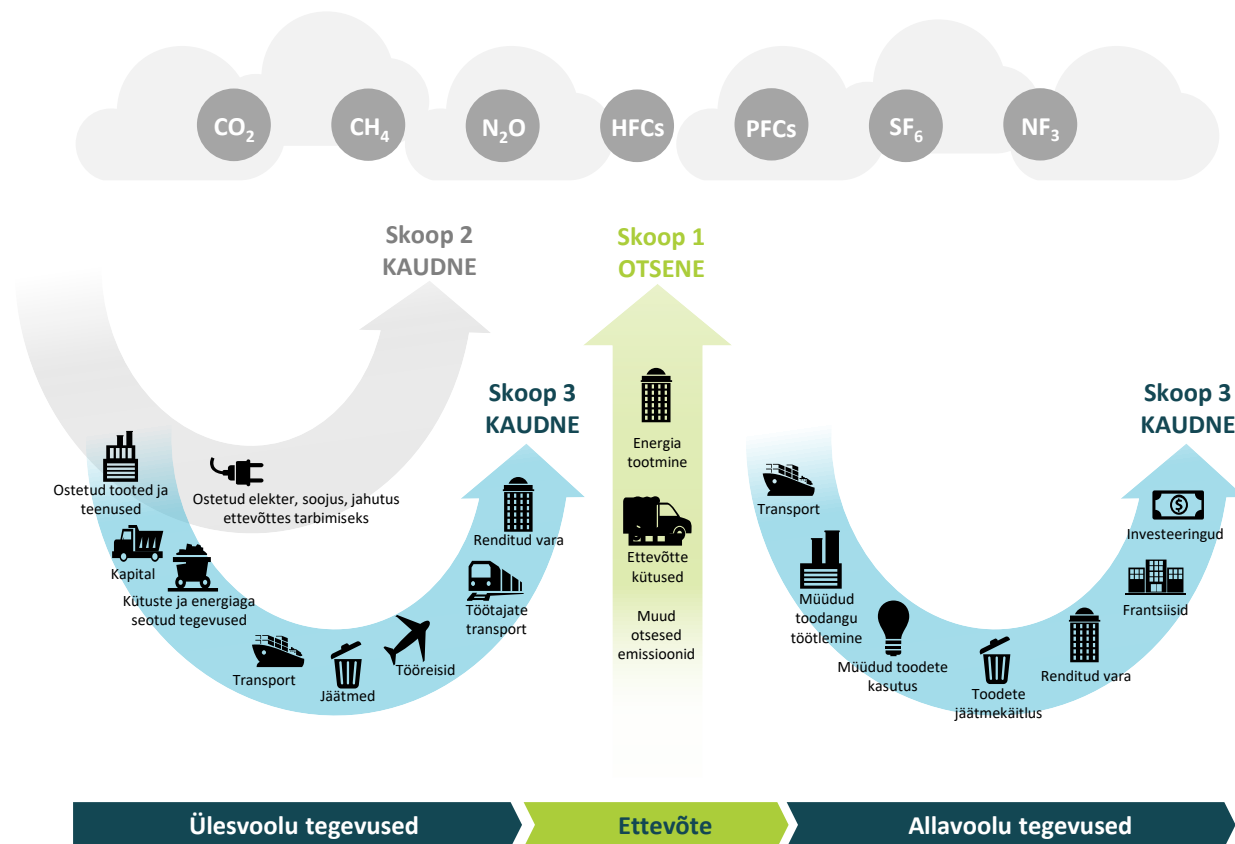 CO2
CH4
N2O
HFCs
PFCs
SF6
NF3
Skoop 2
KAUDNE
Skoop 1
OTSENE
Skoop 3
KAUDNE
Skoop 3
KAUDNE
Ostetud tooted ja
teenused
Ostetud elekter, soojus, jahutus
ettevõttes tarbimiseks
Kapital
Kütuste ja energiaga
seotud tegevused
Transport
Jäätmed
Tööreisid
Töötajate
transport
Renditud vara
Energia
tootmine
Ettevõtte
kütused
Muud
otsesed
emissioonid
Transport
Müüdud
toodangu
töötlemine
Müüdud toodete
kasutus
Toodete
jäätmekäitlus
Renditud vara
Frantsiisid
Investeeringud
Ülesvoolu tegevused
Ettevõte
Allavoolu tegevused